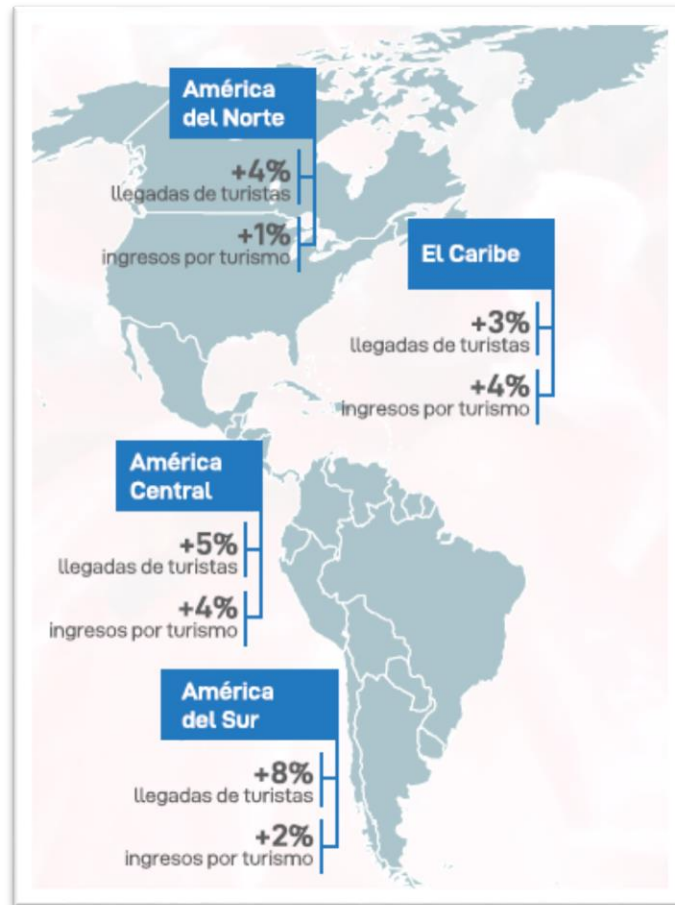 América
del Norte
+4%
llegadas de turistas
+1%
ingresos por turismo
El Caribe
+3%
llegadas de turistas
+4%
ingresos por turismo
América
Central
+5%
llegadas de turistas
+4%
ingresos por turismo
América
del Sur
+8%
llegadas de turistas
+2%
ingresos por turismo